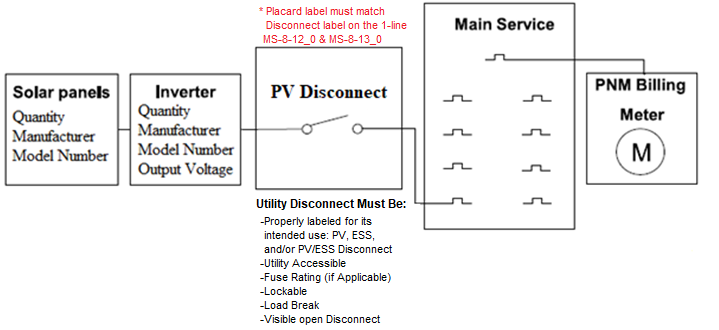 * Placard label must match
Disconnect label on the 1-line
MS-8-12_0 & MS-8-13_0
Solar panels
Quantity
Manufacturer
Model Number
Inverter
Quantity
Manufacturer
Model Number
Output Voltage
PV Disconnect
Utility Disconnect Must Be:
-Properly labeled for its
intended use: PV, ESS,
and/or PV/ESS Disconnect
-Utility Accessible
-Fuse Rating (if Applicable)
-Lockable
-Load Break
-Visible open Disconnect
Main Service
PNM Billing
Meter
M